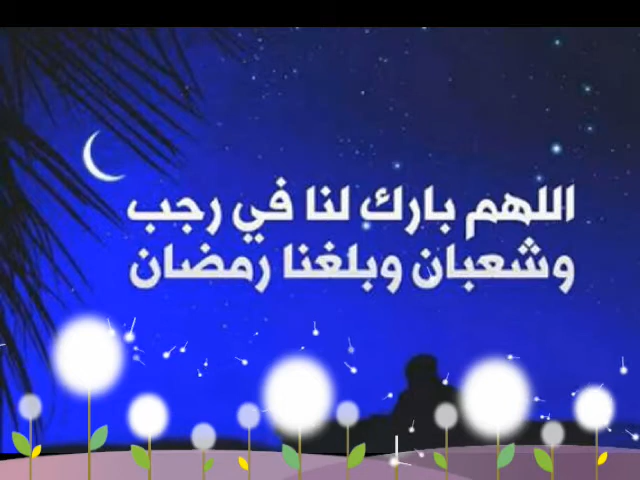 اللهم بارك لنا في رجب
وشعبان وبلغنا رمضان